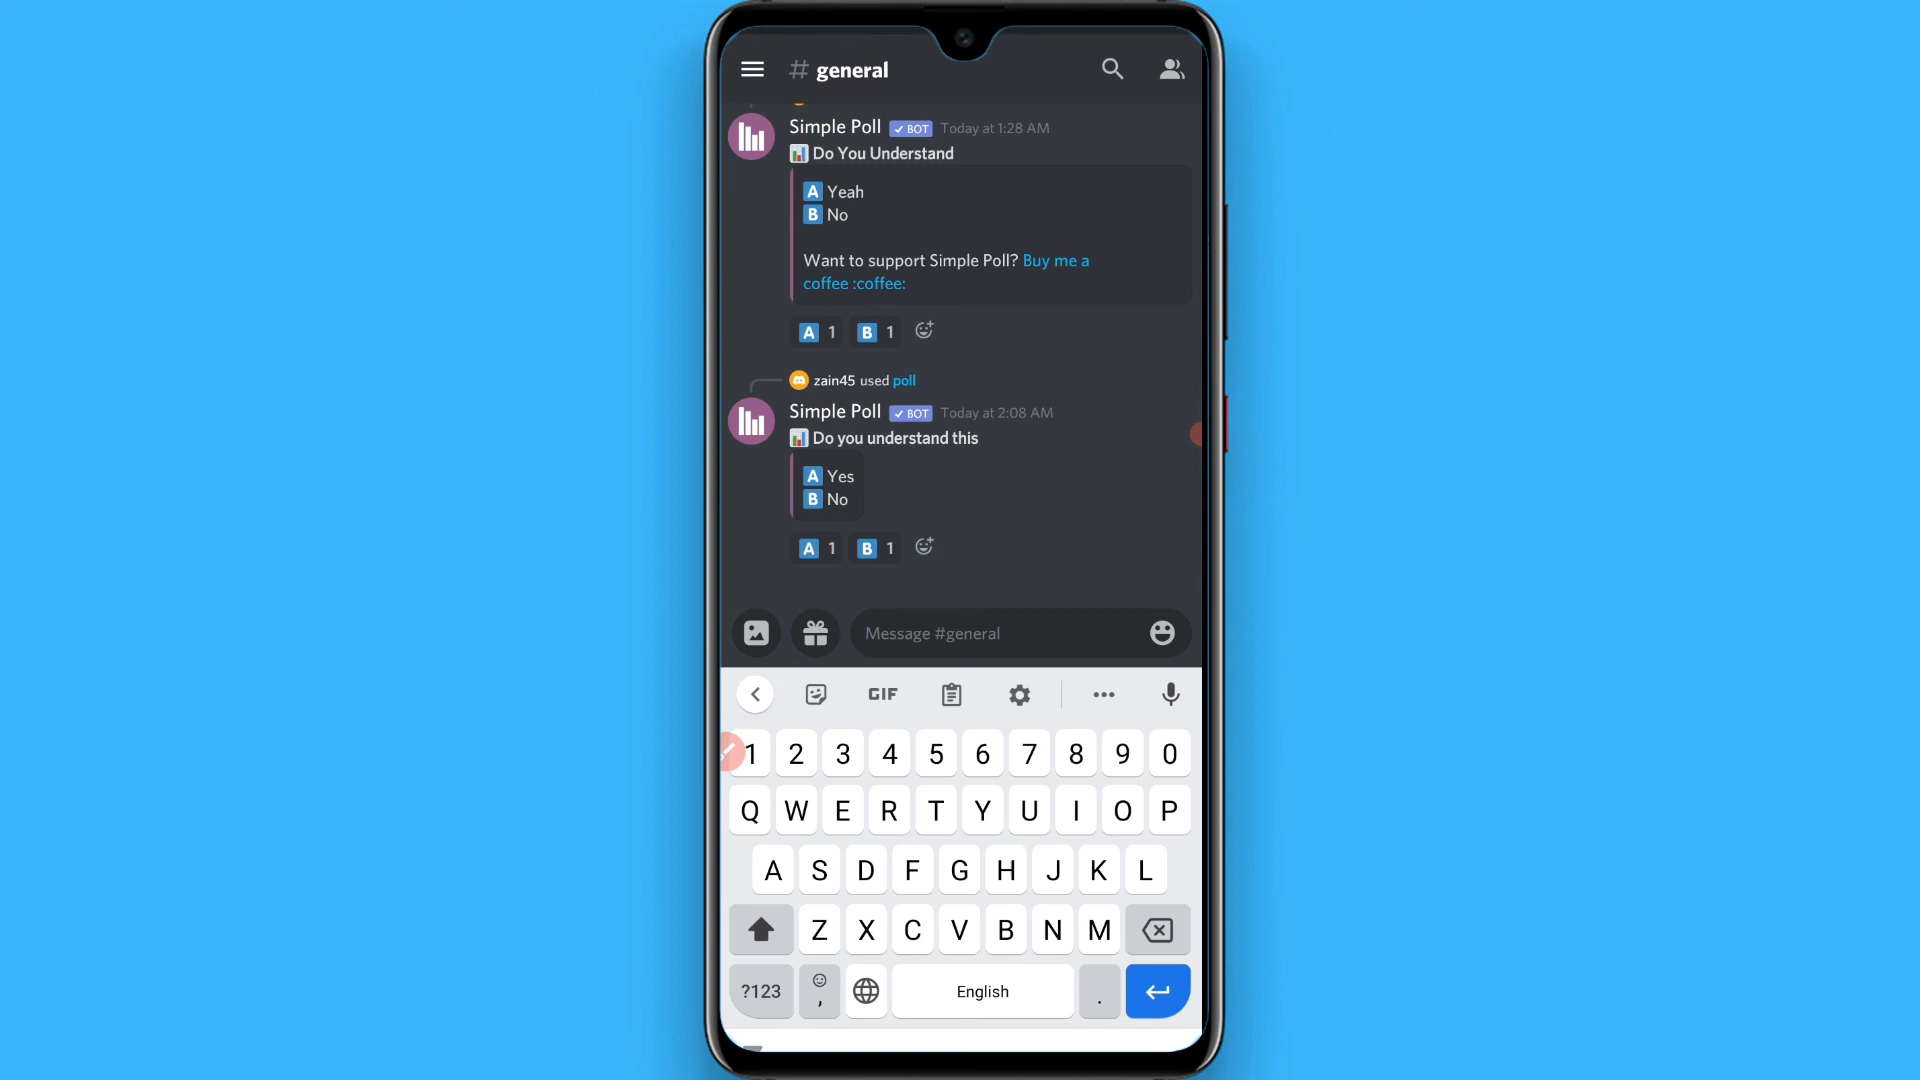 # general
Simple Poll ✓ BOT Today at 1:28 AM
📊 Do You Understand
A Yeah
B No
Want to support Simple Poll? Buy me a
coffee :coffee:
A 1 B 1
zain45 used poll
Simple Poll ✓ BOT Today at 2:08 AM
📊 Do you understand this
A Yes
B No
A 1 B 1
Message #general
GIF
1 2 3 4 5 6 7 8 9 0
Q W E R T Y U I O P
A S D F G H J K L
Z X C V B N M
?123 , English .